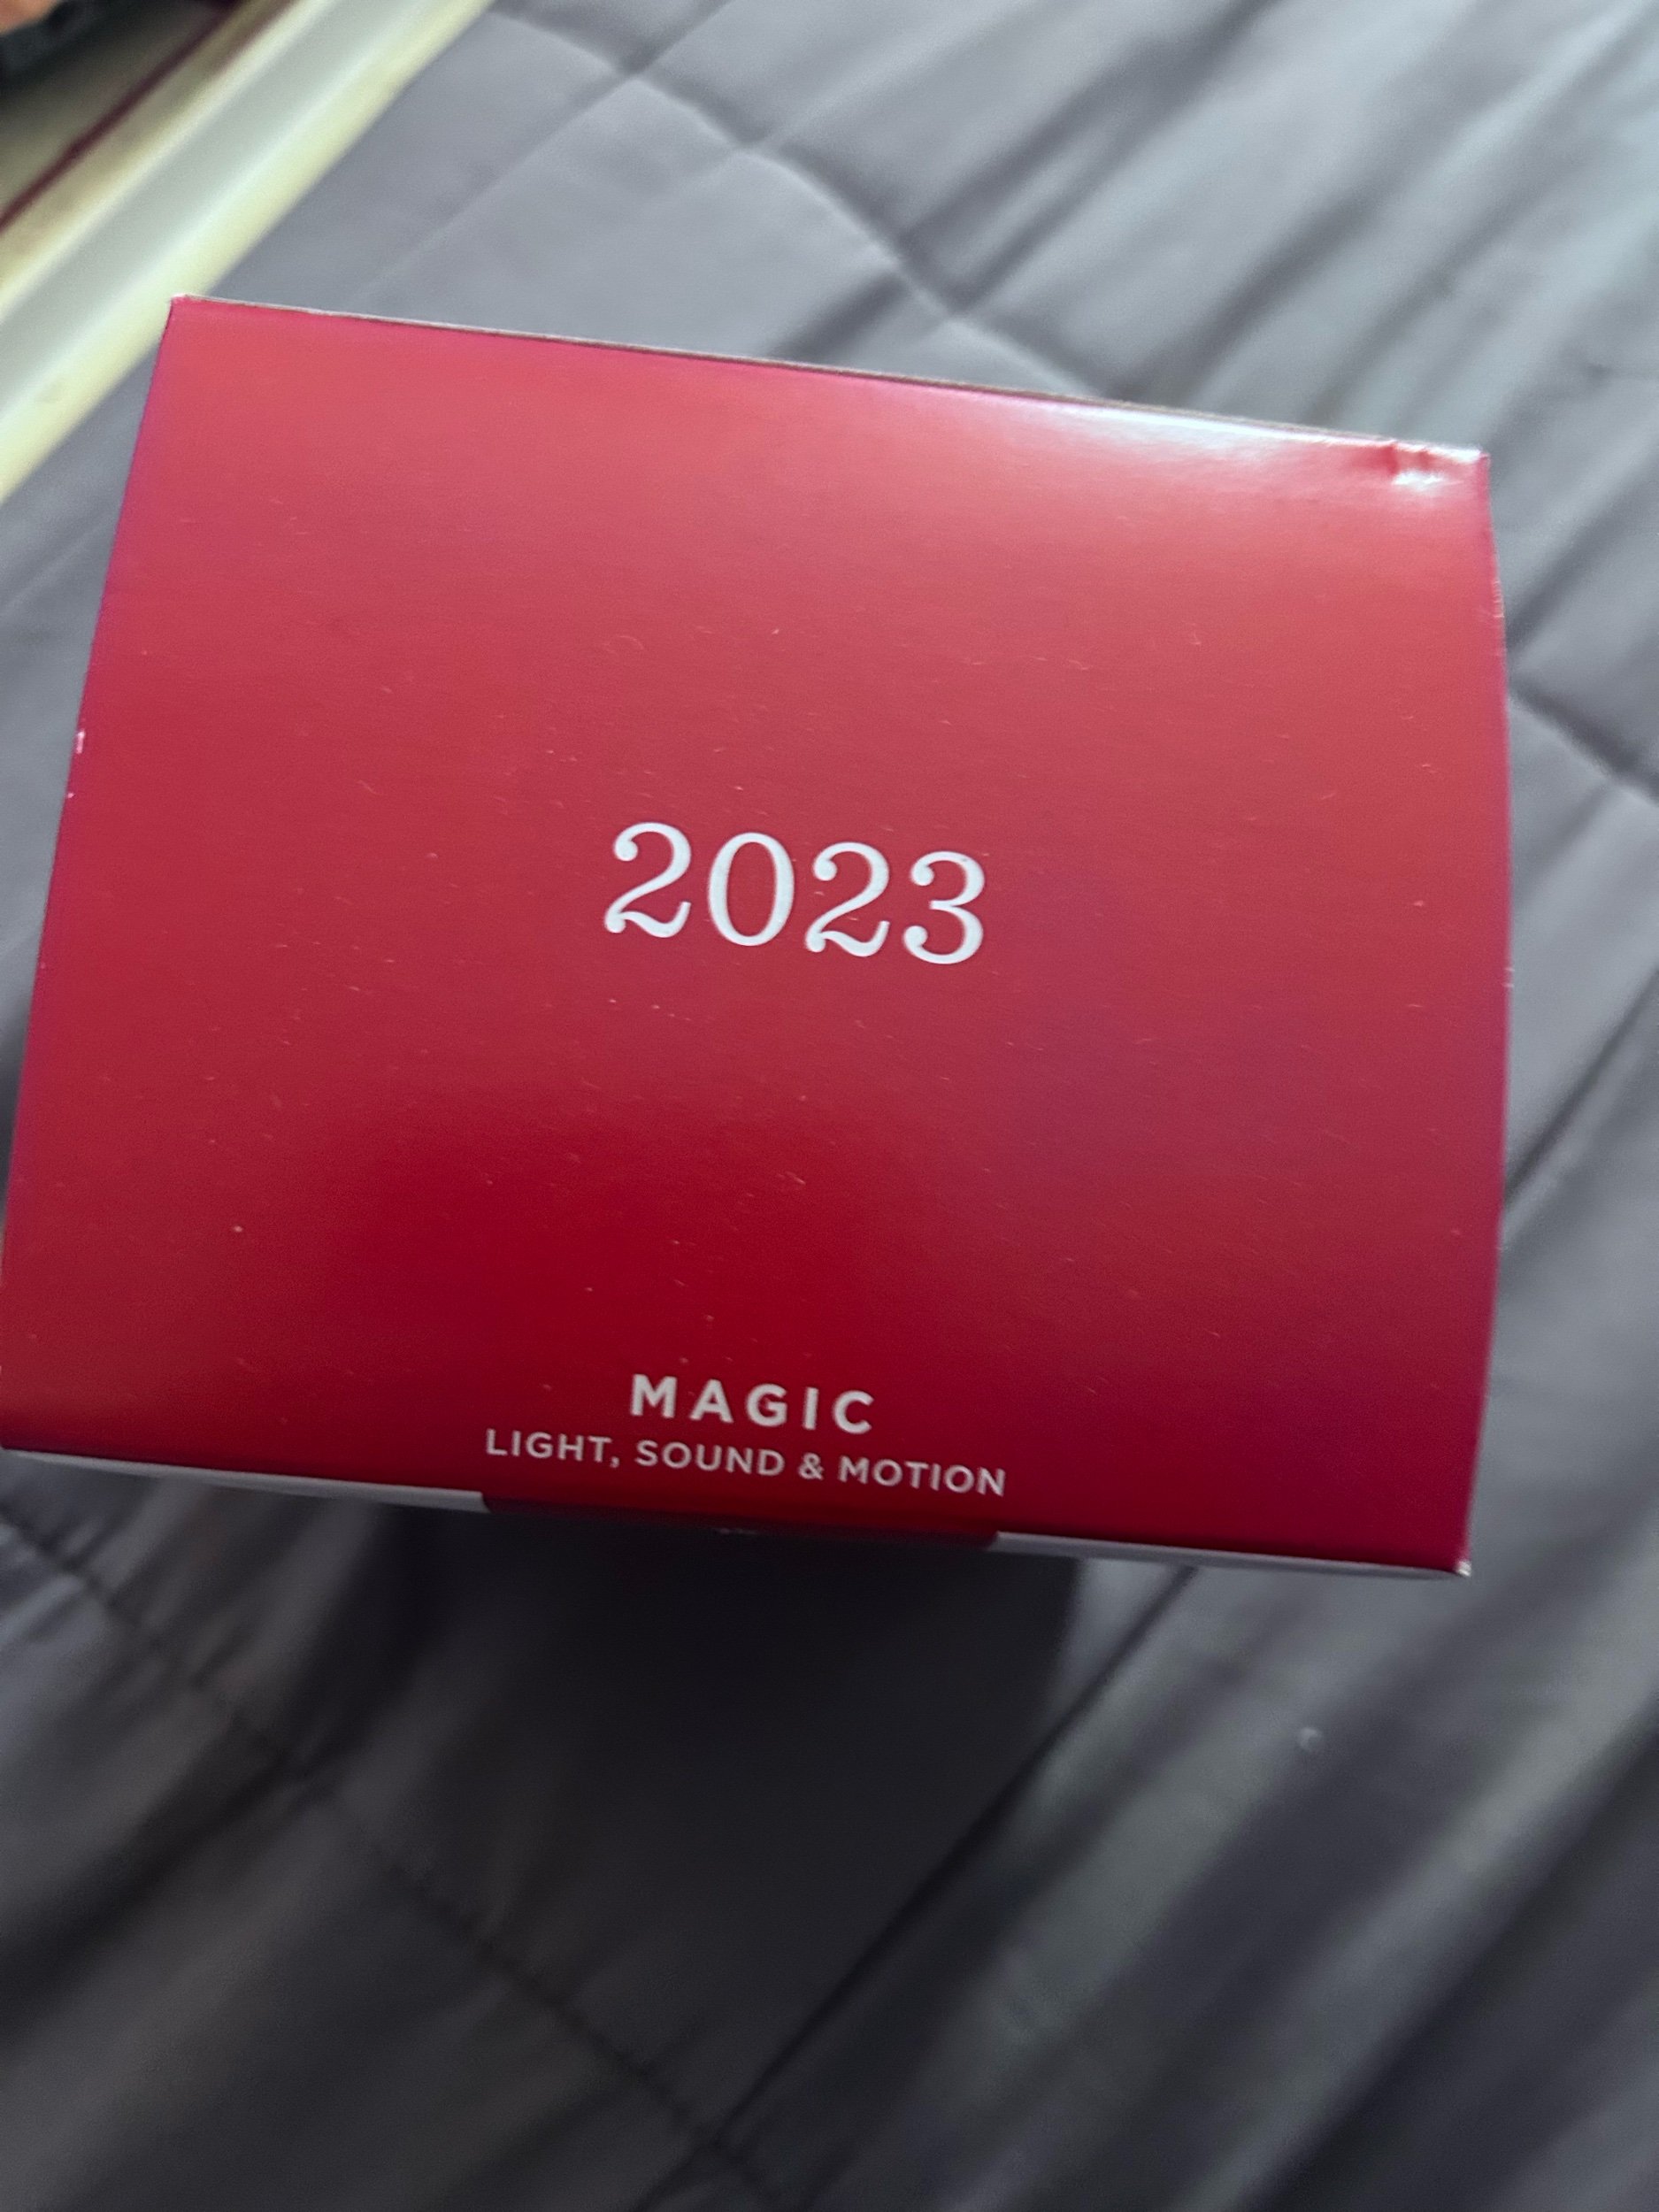 2023
MAGIC
LIGHT, SOUND & MOTION